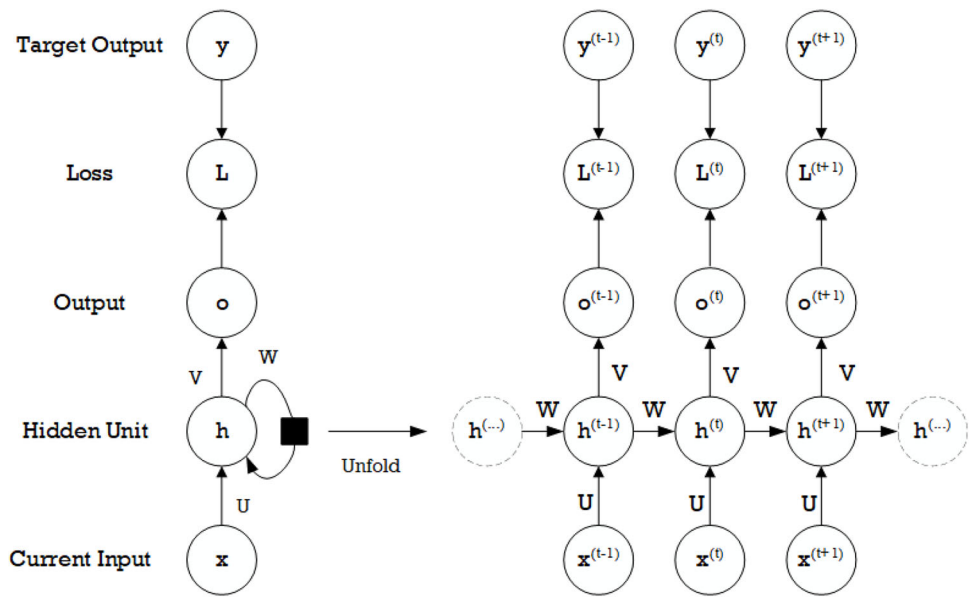 Target Output y y(t-1) y(t) y(t+1)
Loss L L(t-1) L(t) L(t+1)
Output o o(t-1) o(t) o(t+1)
W
V V V V
W W W W
Hidden Unit h h(...) h(t-1) h(t) h(t+1) h(...)
Unfold
U U U U
Current Input x x(t-1) x(t) x(t+1)